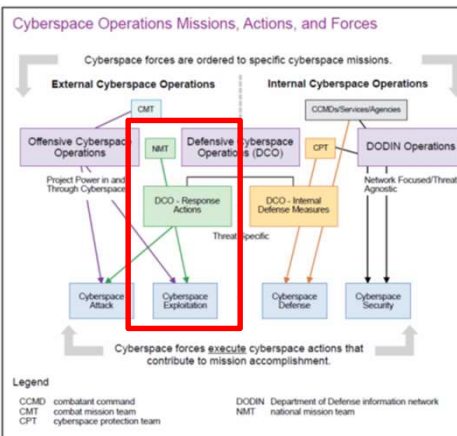 Cyberspace Operations Missions, Actions, and Forces
Cyberspace forces are ordered to specific cyberspace missions.
External Cyberspace Operations
Internal Cyberspace Operations
CMT
CCMDs/Services/Agencies
Offensive Cyberspace
Operations
NMT
Defensive Cyberspace
Operations (DCO)
CPT
DODIN Operations
Project Power in and
Through Cyberspace
Network Focused/Threat
Agnostic
DCO - Response
Actions
DCO - Internal
Defense Measures
Threat Specific
Cyberspace
Attack
Cyberspace
Exploitation
Cyberspace
Defense
Cyberspace
Security
Cyberspace forces execute cyberspace actions that
contribute to mission accomplishment.
Legend
CCMD combatant command
CMT combat mission team
CPT cyberspace protection team
DODIN Department of Defense information network
NMT national mission team